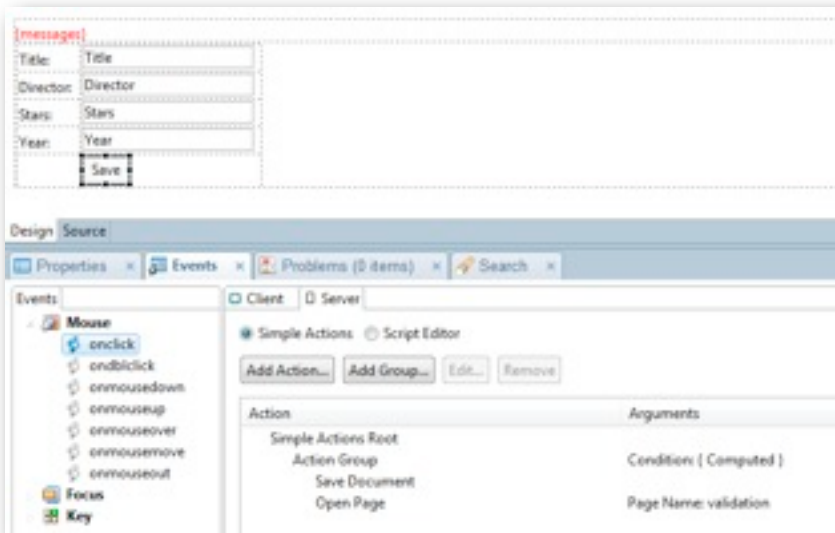 {messages}
Title: Title
Director: Director
Stars: Stars
Year: Year
Save
Design Source
Properties Events Problems (0 items) Search
Events
Client Server
Mouse
onclick
ondblclick
onmousedown
onmouseup
onmouseover
onmousemove
onmouseout
Focus
Key
Simple Actions Script Editor
Add Action... Add Group... Edit... Remove
Action Arguments
Simple Actions Root
Action Group Condition: { Computed }
Save Document
Open Page Page Name: validation